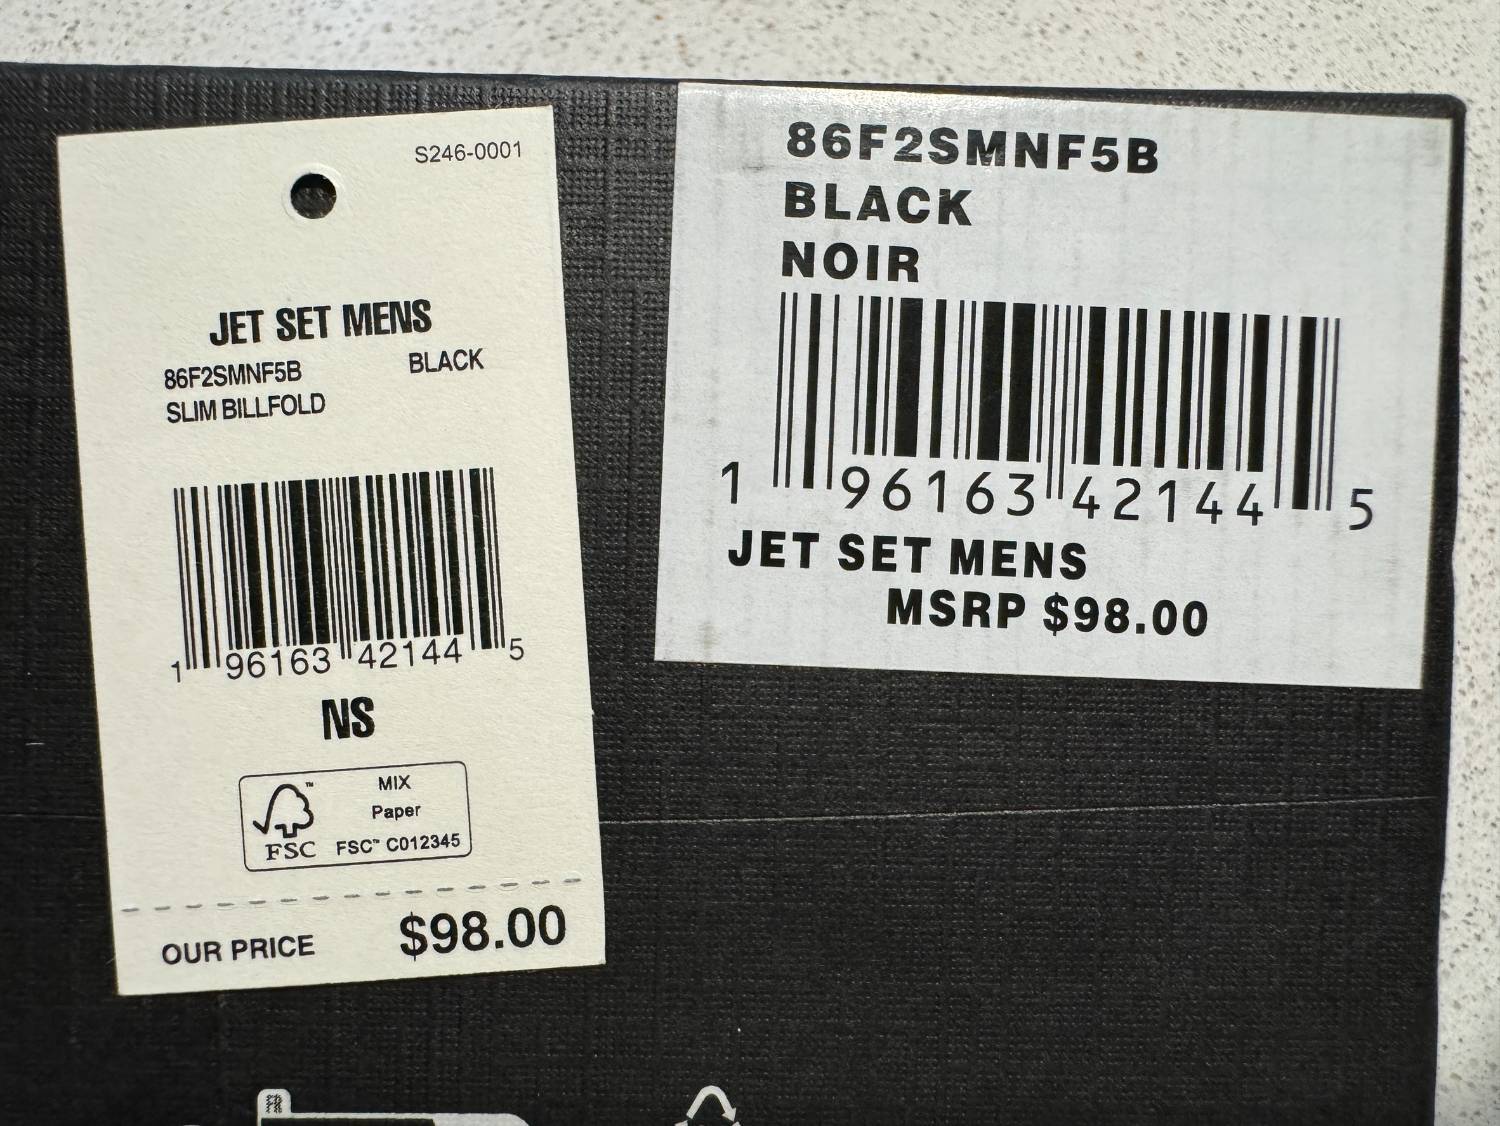 S246-0001
JET SET MENS
86F2SMNF5B BLACK
SLIM BILLFOLD
1 96163 42144 5
NS
FSC
MIX
Paper
FSC™ C012345
OUR PRICE $98.00
86F2SMNF5B
BLACK
NOIR
1 96163 42144 5
JET SET MENS
MSRP $98.00
FR